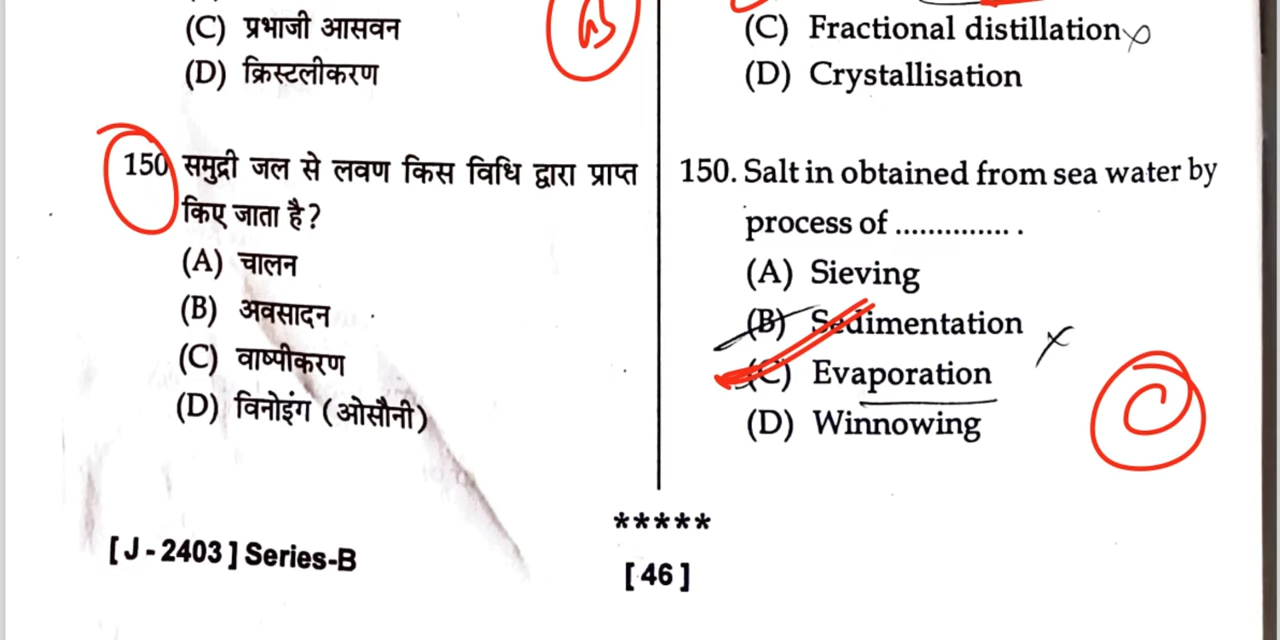 (C) प्रभाजी आसवन
(D) क्रिस्टलीकरण
150 समुद्री जल से लवण किस विधि द्वारा प्राप्त
किए जाता है?
(A) चालन
(B) अवसादन
(C) वाष्पीकरण
(D) विनोइंग (ओसौनी)
(C) Fractional distillation
(D) Crystallisation
150. Salt in obtained from sea water by
process of .............. .
(A) Sieving
(B) Sedimentation
(C) Evaporation
(D) Winnowing
C
*****
[ J - 2403 ] Series-B
[ 46 ]